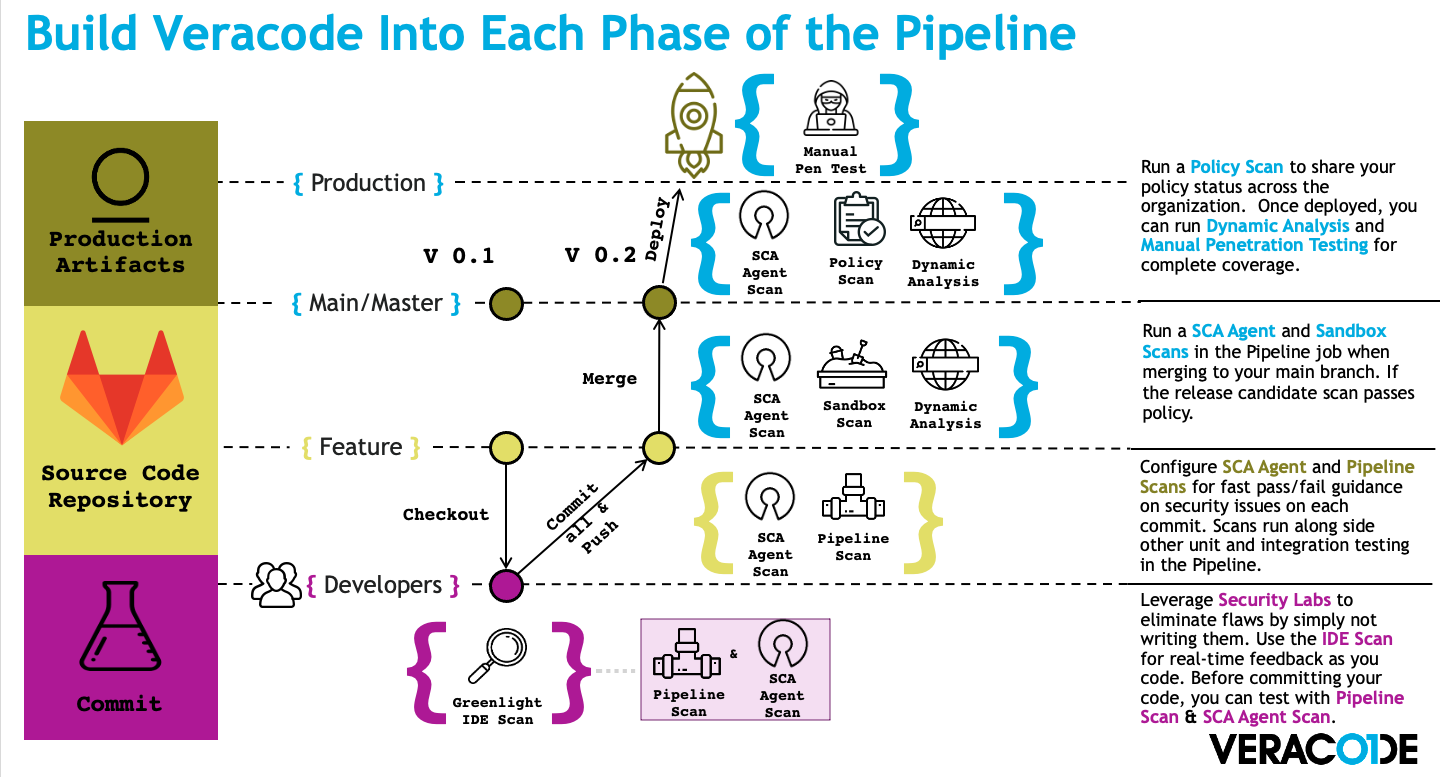 Build Veracode Into Each Phase of the Pipeline
Manual
Pen Test
{ Production }
Production
Artifacts
Deploy
V 0.1
V 0.2
SCA
Agent
Scan
Policy
Scan
Dynamic
Analysis
Run a Policy Scan to share your
policy status across the
organization. Once deployed, you
can run Dynamic Analysis and
Manual Penetration Testing for
complete coverage.
{ Main/Master }
Merge
SCA
Agent
Scan
Sandbox
Scan
Dynamic
Analysis
Run a SCA Agent and Sandbox
Scans in the Pipeline job when
merging to your main branch. If
the release candidate scan passes
policy.
{ Feature }
Source Code
Repository
Checkout
Commit
all &
Push
SCA
Agent
Scan
Pipeline
Scan
Configure SCA Agent and Pipeline
Scans for fast pass/fail guidance
on security issues on each
commit. Scans run along side
other unit and integration testing
in the Pipeline.
{ Developers }
Commit
Greenlight
IDE Scan
Pipeline
Scan
&
SCA
Agent
Scan
Leverage Security Labs to
eliminate flaws by simply not
writing them. Use the IDE Scan
for real-time feedback as you
code. Before committing your
code, you can test with Pipeline
Scan & SCA Agent Scan.
VERACODE